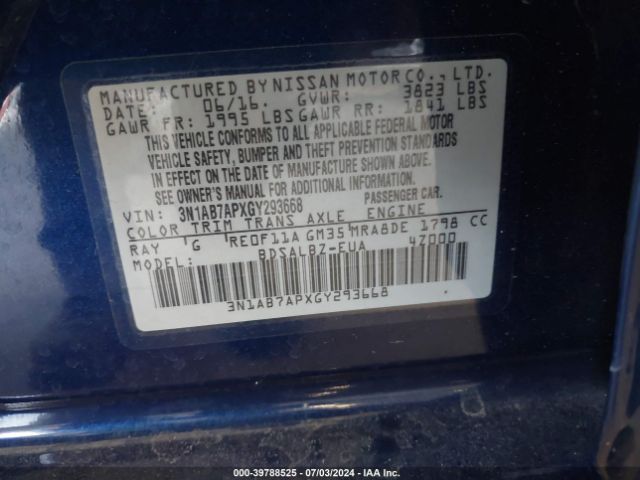 MANUFACTURED BY NISSAN MOTOR CO., LTD.
DATE: 06/16. GVWR: 3823 LBS
GAWR FR: 1995 LBS GAWR RR: 1841 LBS
THIS VEHICLE CONFORMS TO ALL APPLICABLE FEDERAL MOTOR
VEHICLE SAFETY, BUMPER AND THEFT PREVENTION STANDARDS
IN EFFECT ON THE DATE OF MANUFACTURE SHOWN ABOVE.
SEE OWNER'S MANUAL FOR ADDITIONAL INFORMATION.
VIN: 3N1AB7APXGY293668 PASSENGER CAR.
COLOR TRIM TRANS AXLE ENGINE
RAY G RE0F11A GM35 MRA8DE 1798 CC
MODEL: BDSALBZ-EUA 47000
3N1AB7APXGY293668
000-39788525 - 07/03/2024 - IAA Inc.